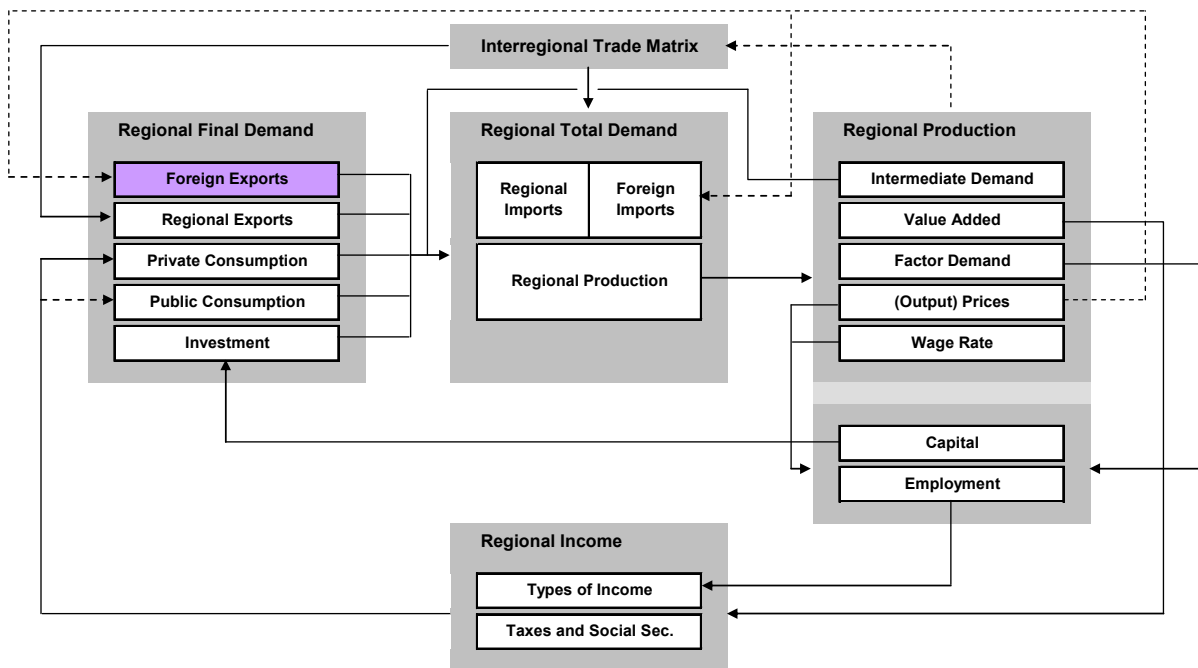 Interregional Trade Matrix
Regional Final Demand
Foreign Exports
Regional Exports
Private Consumption
Public Consumption
Investment
Regional Total Demand
Regional
Imports
Foreign
Imports
Regional Production
Regional Production
Intermediate Demand
Value Added
Factor Demand
(Output) Prices
Wage Rate
Capital
Employment
Regional Income
Types of Income
Taxes and Social Sec.